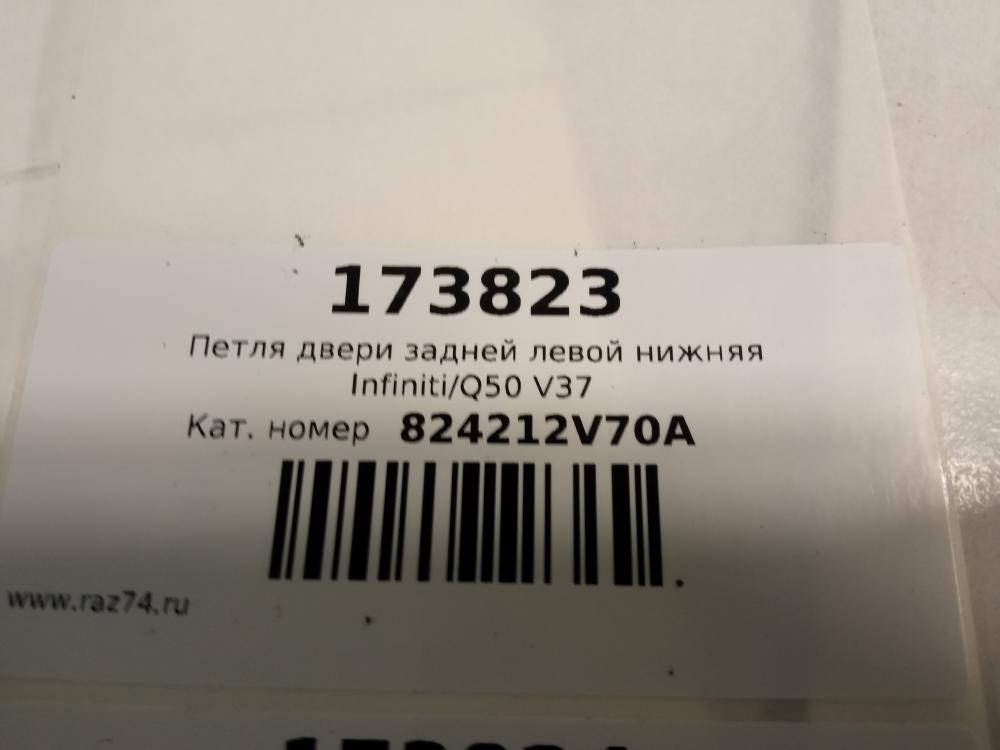 173823
Петля двери задней левой нижняя
Infiniti/Q50 V37
Кат. номер 824212V70A
www.raz74.ru